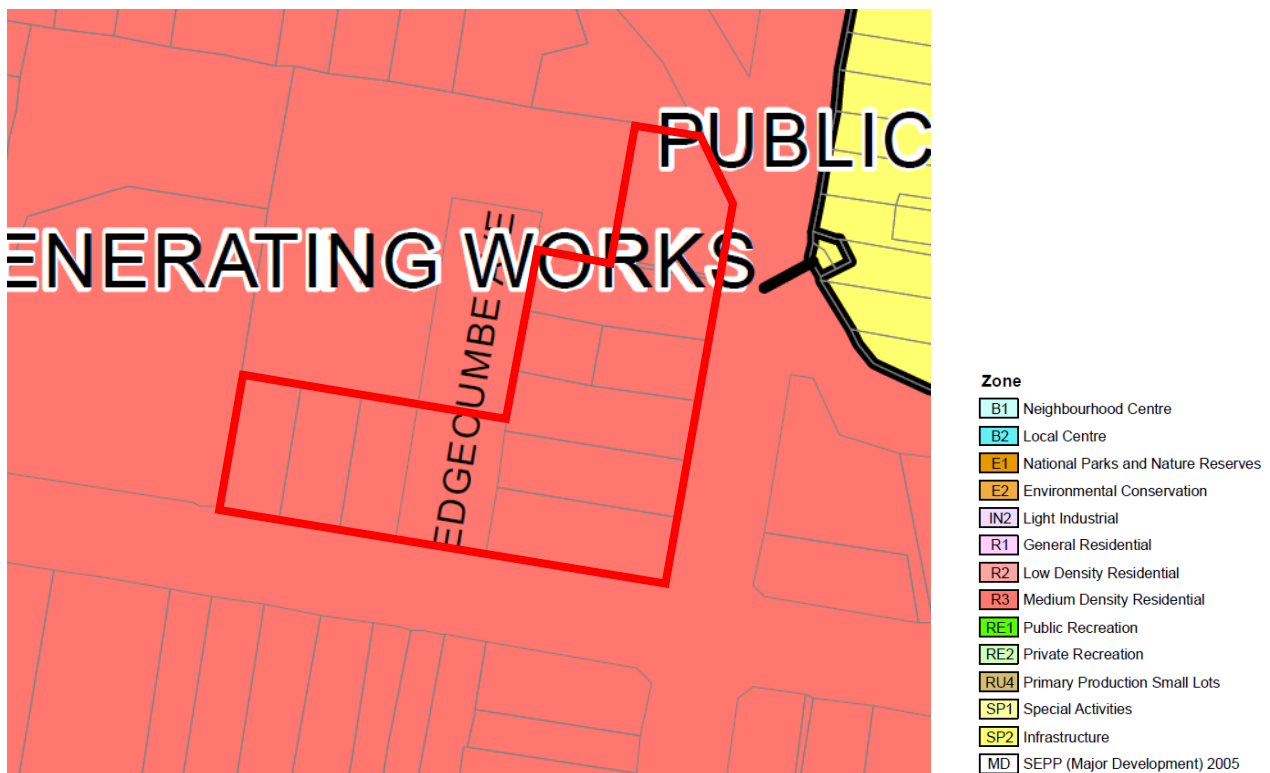 PUBLIC
ENERATING WORKS
EDGECUMBE AVE
Zone
B1 Neighbourhood Centre
B2 Local Centre
E1 National Parks and Nature Reserves
E2 Environmental Conservation
IN2 Light Industrial
R1 General Residential
R2 Low Density Residential
R3 Medium Density Residential
RE1 Public Recreation
RE2 Private Recreation
RU4 Primary Production Small Lots
SP1 Special Activities
SP2 Infrastructure
MD SEPP (Major Development) 2005